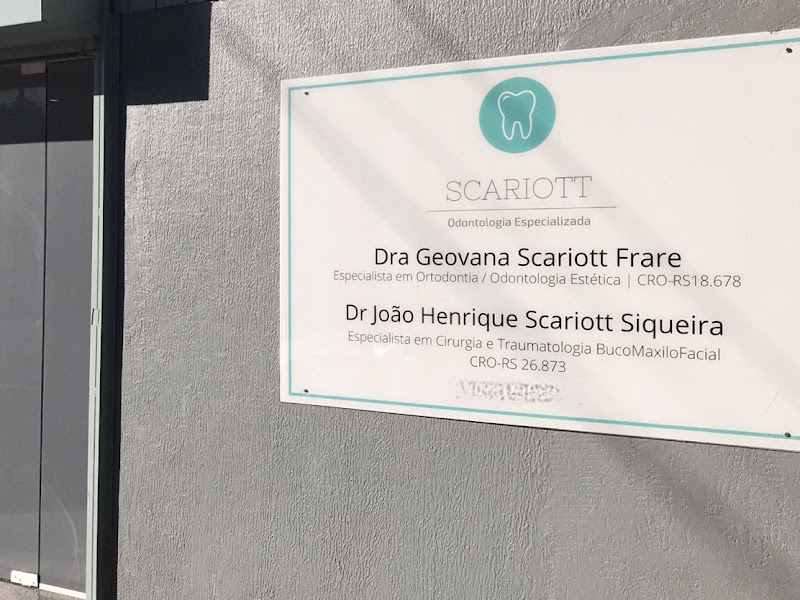 SCARIOTT
Odontologia Especializada
Dra Geovana Scariott Frare
Especialista em Ortodontia / Odontologia Estética | CRO-RS18.678
Dr João Henrique Scariott Siqueira
Especialista em Cirurgia e Traumatologia BucoMaxiloFacial
CRO-RS 26.873